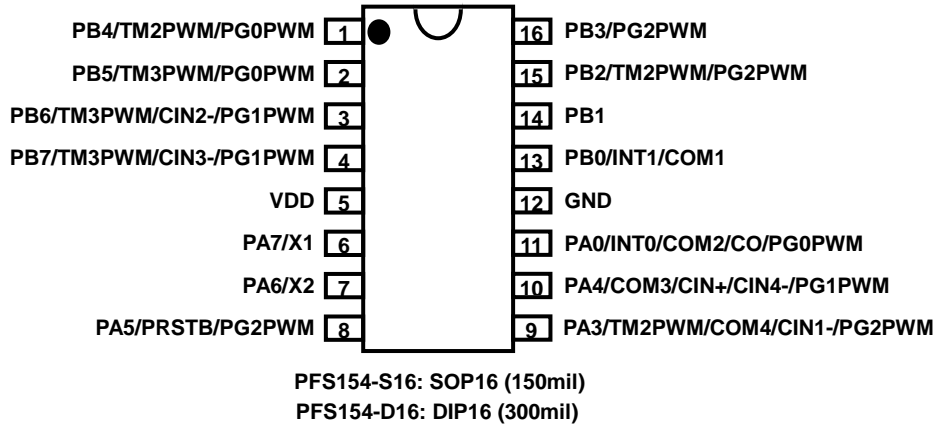 PB4/TM2PWM/PG0PWM 1 16 PB3/PG2PWM
PB5/TM3PWM/PG0PWM 2 15 PB2/TM2PWM/PG2PWM
PB6/TM3PWM/CIN2-/PG1PWM 3 14 PB1
PB7/TM3PWM/CIN3-/PG1PWM 4 13 PB0/INT1/COM1
VDD 5 12 GND
PA7/X1 6 11 PA0/INT0/COM2/CO/PG0PWM
PA6/X2 7 10 PA4/COM3/CIN+/CIN4-/PG1PWM
PA5/PRSTB/PG2PWM 8 9 PA3/TM2PWM/COM4/CIN1-/PG2PWM
PFS154-S16: SOP16 (150mil)
PFS154-D16: DIP16 (300mil)